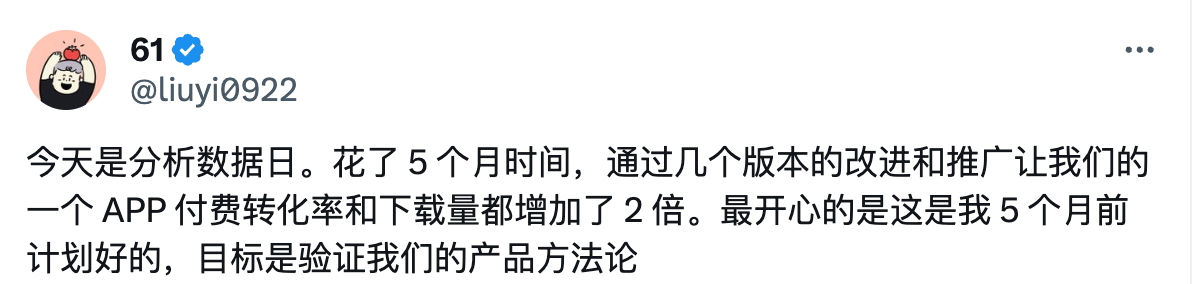 61
@liuyi0922
今天是分析数据日。花了 5 个月时间，通过几个版本的改进和推广让我们的
一个 APP 付费转化率和下载量都增加了 2 倍。最开心的是这是我 5 个月前
计划好的，目标是验证我们的产品方法论